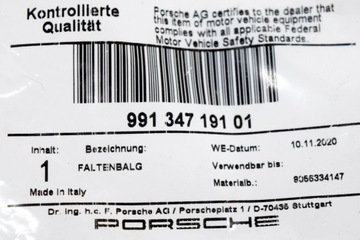 Kontrollierte
Qualität
Porsche AG certifies to the dealer that
this item of motor vehicle equipment
complies with all applicable Federal
Motor Vehicle Safety Standards.
991 347 191 01
Inhalt: Bezeichnung: WE-Datum: 10.11.2020
1 FALTENBALG Verwendbar bis:
Made in Italy Materialb.: 8055334147
Dr. Ing. h.c. F. Porsche AG / Porscheplatz 1 / D-70435 Stuttgart
PORSCHE